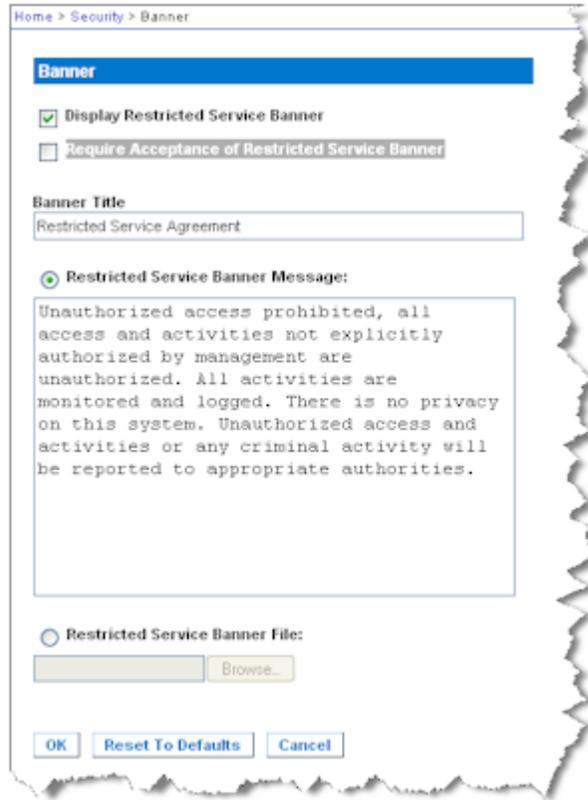 Home > Security > Banner
Banner
Display Restricted Service Banner
Require Acceptance of Restricted Service Banner
Banner Title
Restricted Service Agreement
Restricted Service Banner Message:
Unauthorized access prohibited, all
access and activities not explicitly
authorized by management are
unauthorized. All activities are
monitored and logged. There is no privacy
on this system. Unauthorized access and
activities or any criminal activity will
be reported to appropriate authorities.
Restricted Service Banner File:
Browse...
OK Reset To Defaults Cancel